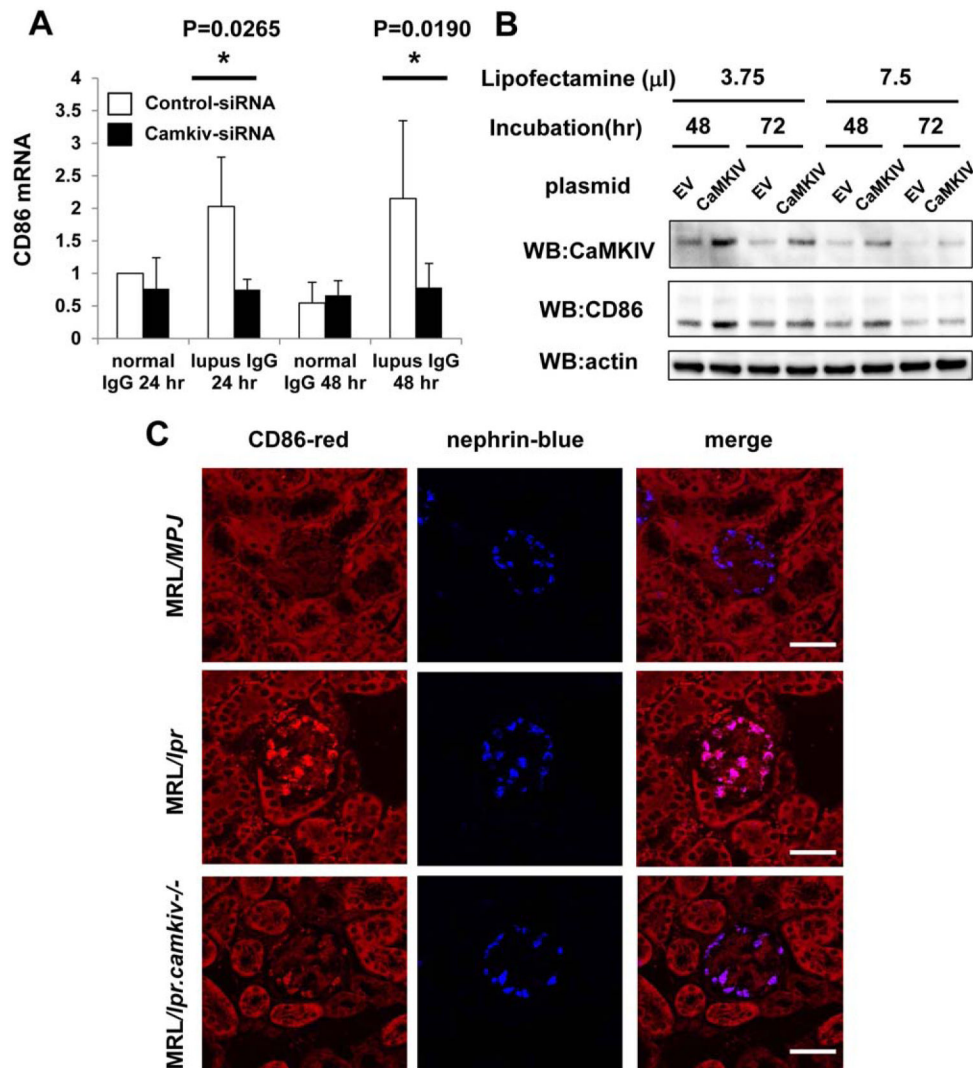 A
P=0.0265
P=0.0190
*
*
4
3.5
3
2.5
2
1.5
1
0.5
0
CD86 mRNA
Control-siRNA
Camkiv-siRNA
normal IgG 24 hr
lupus IgG 24 hr
normal IgG 48 hr
lupus IgG 48 hr
B
Lipofectamine (μl) 3.75 7.5
Incubation(hr) 48 72 48 72
plasmid EV CaMKIV EV CaMKIV EV CaMKIV EV CaMKIV
WB:CaMKIV
WB:CD86
WB:actin
C
CD86-red nephrin-blue merge
MRL/MPJ
MRL/lpr
MRL/lpr.camkiv-/-